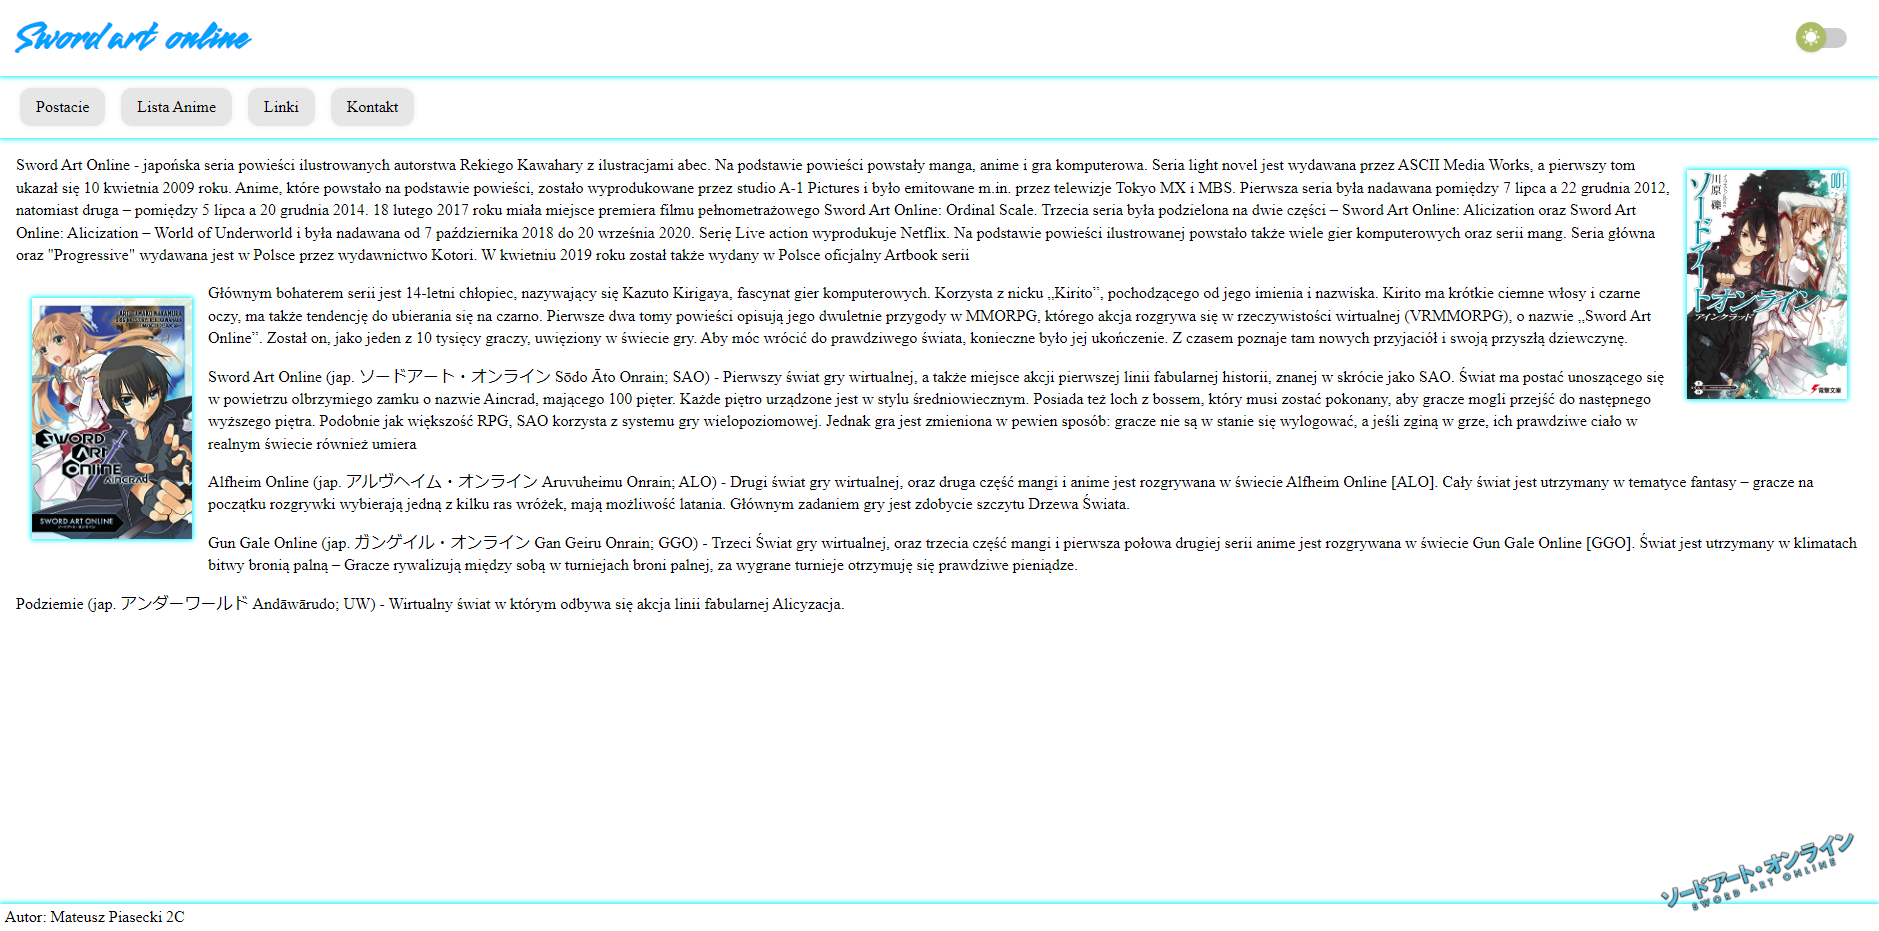 Sword art online
Postacie
Lista Anime
Linki
Kontakt
Sword Art Online - japońska seria powieści ilustrowanych autorstwa Rekiego Kawahary z ilustracjami abec. Na podstawie powieści powstały manga, anime i gra komputerowa. Seria light novel jest wydawana przez ASCII Media Works, a pierwszy tom
ukazał się 10 kwietnia 2009 roku. Anime, które powstało na podstawie powieści, zostało wyprodukowane przez studio A-1 Pictures i było emitowane m.in. przez telewizje Tokyo MX i MBS. Pierwsza seria była nadawana pomiędzy 7 lipca a 22 grudnia 2012,
natomiast druga – pomiędzy 5 lipca a 20 grudnia 2014. 18 lutego 2017 roku miała miejsce premiera filmu pełnometrażowego Sword Art Online: Ordinal Scale. Trzecia seria była podzielona na dwie części – Sword Art Online: Alicization oraz Sword Art
Online: Alicization – World of Underworld i była nadawana od 7 października 2018 do 20 września 2020. Serię Live action wyprodukuje Netflix. Na podstawie powieści ilustrowanej powstało także wiele gier komputerowych oraz serii mang. Seria główna
oraz "Progressive" wydawana jest w Polsce przez wydawnictwo Kotori. W kwietniu 2019 roku został także wydany w Polsce oficjalny Artbook serii
川原 礫
001
ソードアートオンライン
アインクラッド
電撃文庫
Głównym bohaterem serii jest 14-letni chłopiec, nazywający się Kazuto Kirigaya, fascynat gier komputerowych. Korzysta z nicku „Kirito”, pochodzącego od jego imienia i nazwiska. Kirito ma krótkie ciemne włosy i czarne
oczy, ma także tendencję do ubierania się na czarno. Pierwsze dwa tomy powieści opisują jego dwuletnie przygody w MMORPG, którego akcja rozgrywa się w rzeczywistości wirtualnej (VRMMORPG), o nazwie „Sword Art
Online”. Został on, jako jeden z 10 tysięcy graczy, uwięziony w świecie gry. Aby móc wrócić do prawdziwego świata, konieczne było jej ukończenie. Z czasem poznaje tam nowych przyjaciół i swoją przyszłą dziewczynę.
SWORD
ART
ONLINE
AINCRAD
SWORD ART ONLINE
Sword Art Online (jap. ソードアート・オンライン Sōdo Āto Onrain; SAO) - Pierwszy świat gry wirtualnej, a także miejsce akcji pierwszej linii fabularnej historii, znanej w skrócie jako SAO. Świat ma postać unoszącego się
w powietrzu olbrzymiego zamku o nazwie Aincrad, mającego 100 pięter. Każde piętro urządzone jest w stylu średniowiecznym. Posiada też loch z bossem, który musi zostać pokonany, aby gracze mogli przejść do następnego
wyższego piętra. Podobnie jak większość RPG, SAO korzysta z systemu gry wielopoziomowej. Jednak gra jest zmieniona w pewien sposób: gracze nie są w stanie się wylogować, a jeśli zginą w grze, ich prawdziwe ciało w
realnym świecie również umiera
Alfheim Online (jap. アルヴヘイム・オンライン Aruvuheimu Onrain; ALO) - Drugi świat gry wirtualnej, oraz druga część mangi i anime jest rozgrywana w świecie Alfheim Online [ALO]. Cały świat jest utrzymany w tematyce fantasy – gracze na
początku rozgrywki wybierają jedną z kilku ras wróżek, mają możliwość latania. Głównym zadaniem gry jest zdobycie szczytu Drzewa Świata.
Gun Gale Online (jap. ガンゲイル・オンライン Gan Geiru Onrain; GGO) - Trzeci Świat gry wirtualnej, oraz trzecia część mangi i pierwsza połowa drugiej serii anime jest rozgrywana w świecie Gun Gale Online [GGO]. Świat jest utrzymany w klimatach
bitwy bronią palną – Gracze rywalizują między sobą w turniejach broni palnej, za wygrane turnieje otrzymuję się prawdziwe pieniądze.
Podziemie (jap. アンダーワールド Andāwārudo; UW) - Wirtualny świat w którym odbywa się akcja linii fabularnej Alicyzacja.
ソードアート・オンライン
SWORD ART ONLINE
Autor: Mateusz Piasecki 2C